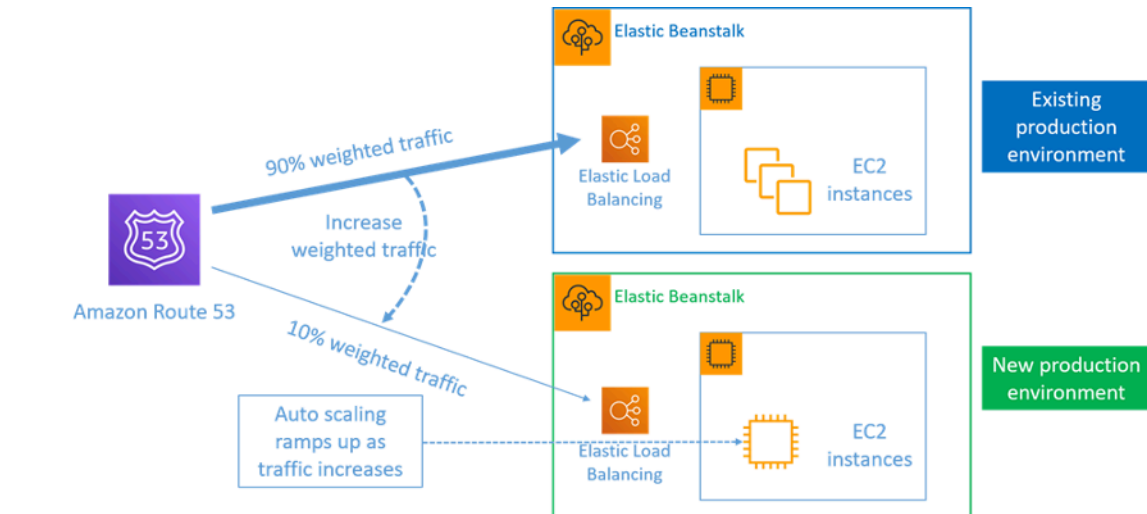 Elastic Beanstalk
Existing
production
environment
90% weighted traffic
Elastic Load
Balancing
EC2
instances
53
Increase
weighted traffic
Amazon Route 53
Elastic Beanstalk
10% weighted traffic
New production
environment
Auto scaling
ramps up as
traffic increases
Elastic Load
Balancing
EC2
instances